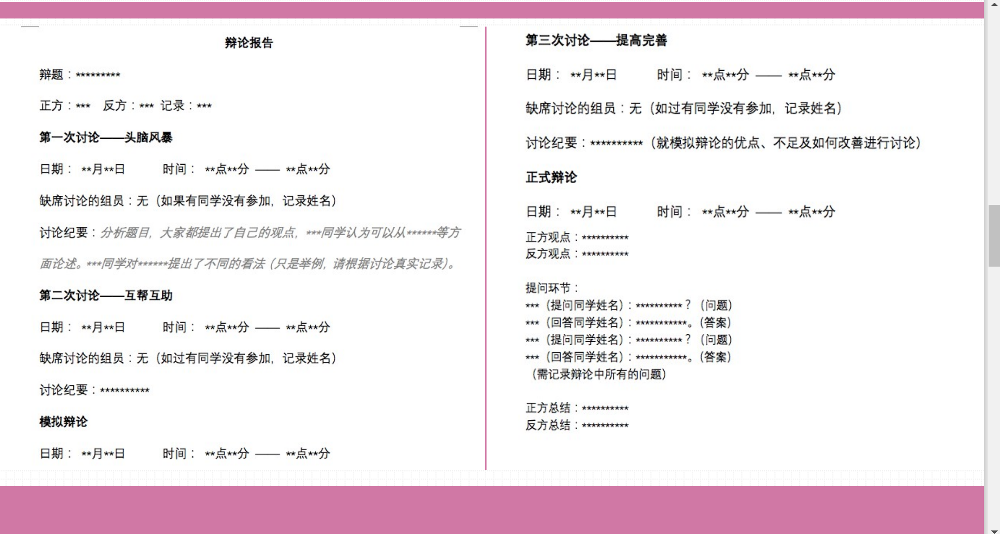 辩论报告
辩题：*********
正方：***　反方：*** 记录：***
第一次讨论——头脑风暴
日期： **月**日　　　时间： **点**分 —— **点**分
缺席讨论的组员：无（如果有同学没有参加，记录姓名）
讨论纪要：分析题目，大家都提出了自己的观点，***同学认为可以从******等方
面论述。***同学对******提出了不同的看法（只是举例，请根据讨论真实记录）。
第二次讨论——互帮互助
日期： **月**日　　　时间： **点**分 —— **点**分
缺席讨论的组员：无（如过有同学没有参加，记录姓名）
讨论纪要：**********
模拟辩论
日期： **月**日　　　时间： **点**分 —— **点**分
第三次讨论——提高完善
日期： **月**日　　　时间： **点**分 —— **点**分
缺席讨论的组员：无（如过有同学没有参加，记录姓名）
讨论纪要：**********（就模拟辩论的优点、不足及如何改善进行讨论）
正式辩论
日期： **月**日　　　时间： **点**分 —— **点**分
正方观点：**********
反方观点：**********
提问环节：
***（提问同学姓名）：**********？（问题）
***（回答同学姓名）：***********。（答案）
***（提问同学姓名）：**********？（问题）
***（回答同学姓名）：***********。（答案）
（需记录辩论中所有的问题）
正方总结：**********
反方总结：**********